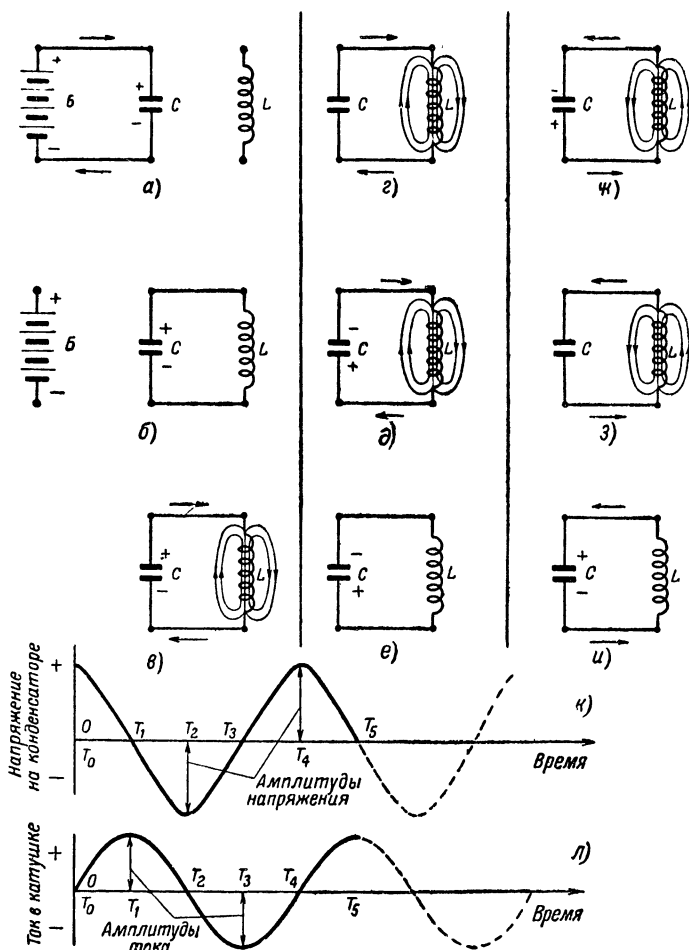 + Б − + − C L
а)
C L
г)
− + C L
ж)
+ Б − + − C L
б)
− + C L
д)
C L
з)
+ − C L
в)
− + C L
е)
+ − C L
и)
Напряжение
на конденсаторе
+
−
0
T₀ T₁ T₂ T₃ T₄ T₅
Амплитуды
напряжения
Время
к)
Ток в катушке
+
−
0
T₀ T₁ T₂ T₃ T₄ T₅
Амплитуды
тока
Время
л)